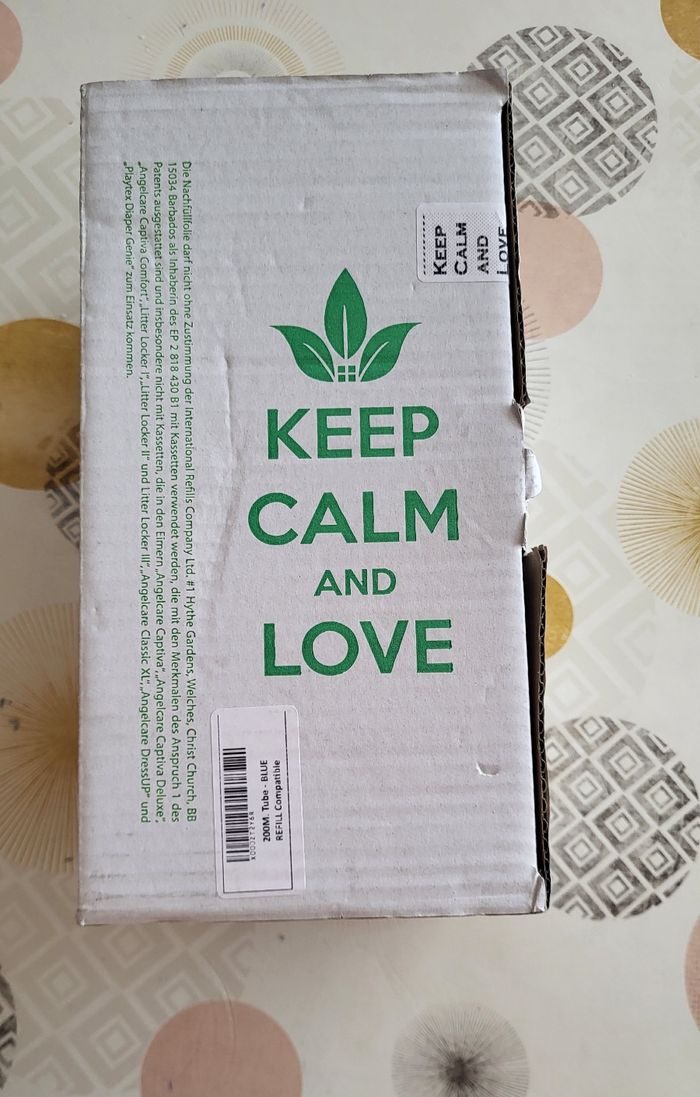 KEEP
CALM
AND
LOVE
KEEP
CALM
AND
LOVE
Die Nachfüllfolie darf nicht ohne Zustimmung der International Refills Company Ltd. #1 Hythe Gardens, Welches, Christ Church, BB
15034 Barbados als Inhaberin des EP 2 818 430 B1 mit Kassetten verwendet werden, die mit den Merkmalen des Anspruch 1 des
Patents ausgestattet sind und insbesondere nicht mit Kassetten, die in den Eimern „Angelcare Captiva“, „Angelcare Captiva Deluxe“,
„Angelcare Captiva Comfort“, „Litter Locker I“, „Litter Locker II“ und Litter Locker III“, „Angelcare Classic XL“, „Angelcare DressUP“ und
„Playtex Diaper Genie“ zum Einsatz kommen.
200M. Tube - BLUE
REFILL Compatible